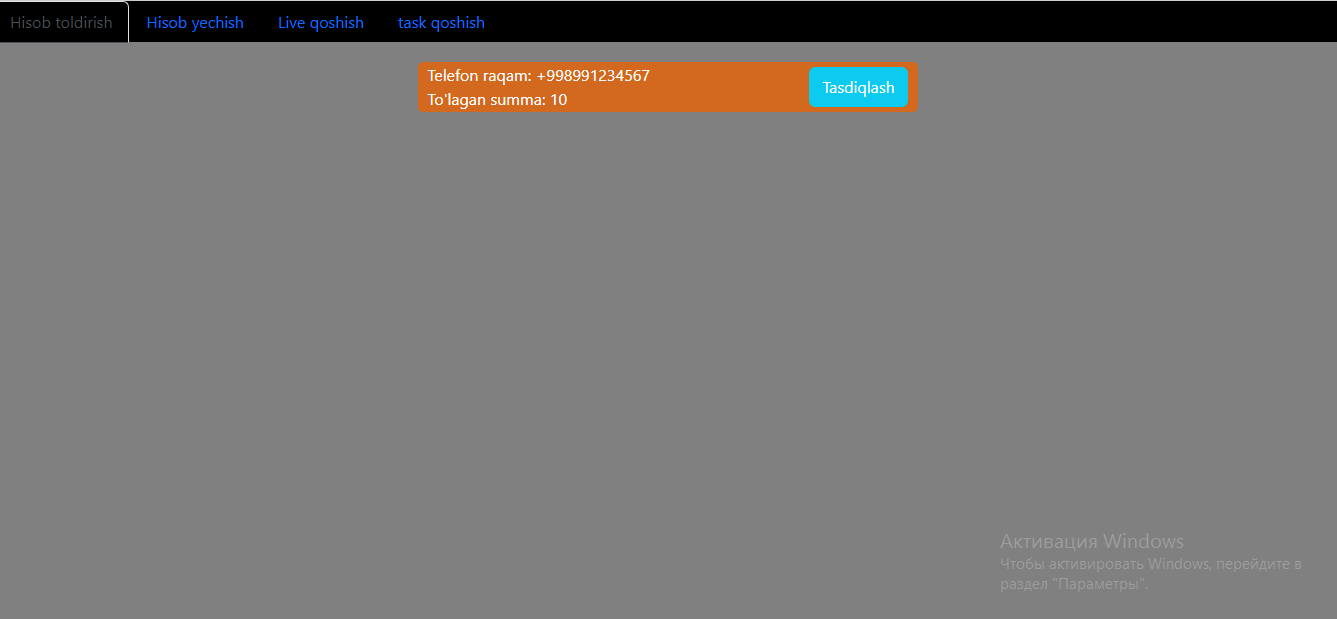 Hisob toldirish
Hisob yechish
Live qoshish
task qoshish
Telefon raqam: +998991234567
To'lagan summa: 10
Tasdiqlash
Активация Windows
Чтобы активировать Windows, перейдите в
раздел "Параметры".